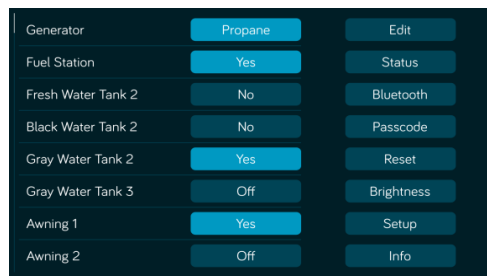 Generator Propane Edit
Fuel Station Yes Status
Fresh Water Tank 2 No Bluetooth
Black Water Tank 2 No Passcode
Gray Water Tank 2 Yes Reset
Gray Water Tank 3 Off Brightness
Awning 1 Yes Setup
Awning 2 Off Info